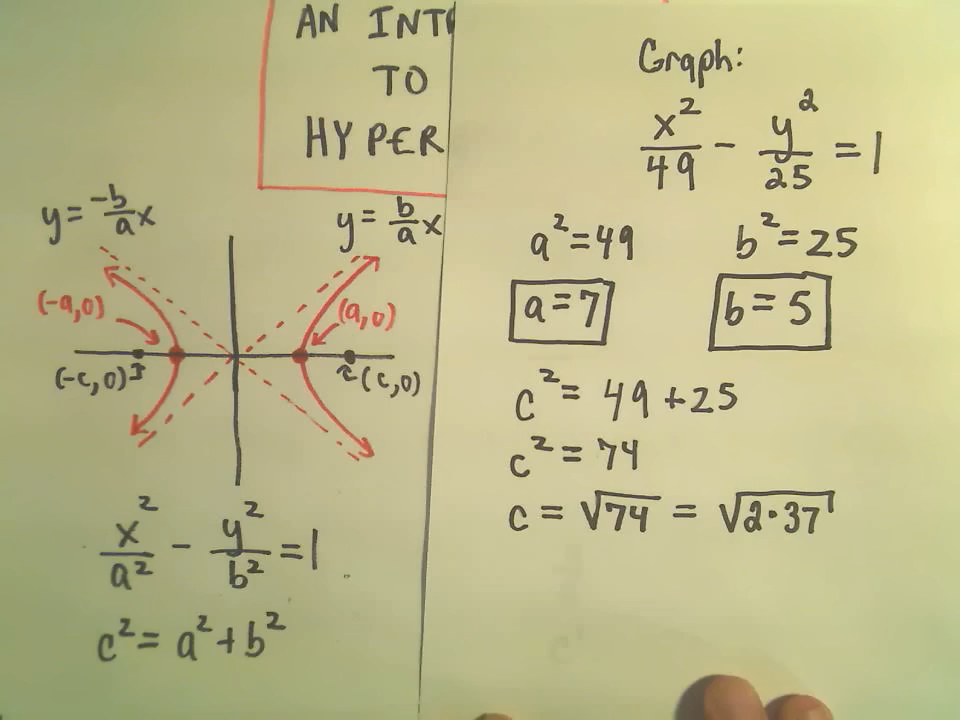 AN INT
TO
HYPER
y = -b/a x
y = b/a x
(-a,0)
(a,0)
(-c,0)
(c,0)
x²/a² - y²/b² = 1
c² = a² + b²
Graph:
x²/49 - y²/25 = 1
a² = 49 b² = 25
a = 7 b = 5
c² = 49 + 25
c² = 74
c = √74 = √2·37